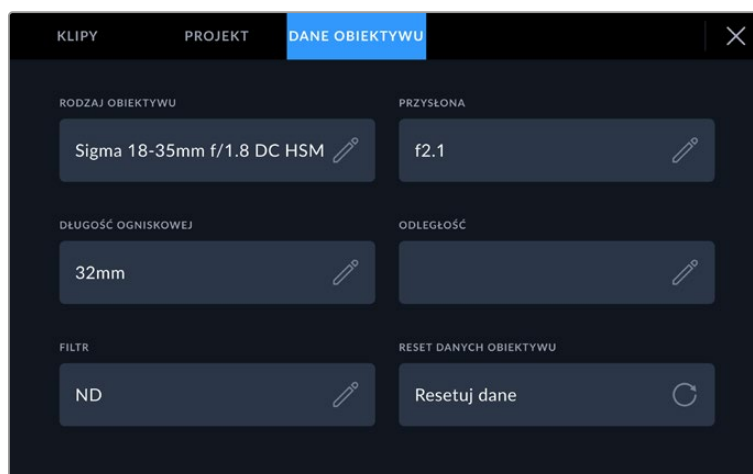 KLIPY PROJEKT DANE OBIEKTYWU
RODZAJ OBIEKTYWU PRZYSŁONA
Sigma 18-35mm f/1.8 DC HSM f2.1
DŁUGOŚĆ OGNISKOWEJ ODLEGŁOŚĆ
32mm
FILTR RESET DANYCH OBIEKTYWU
ND Resetuj dane